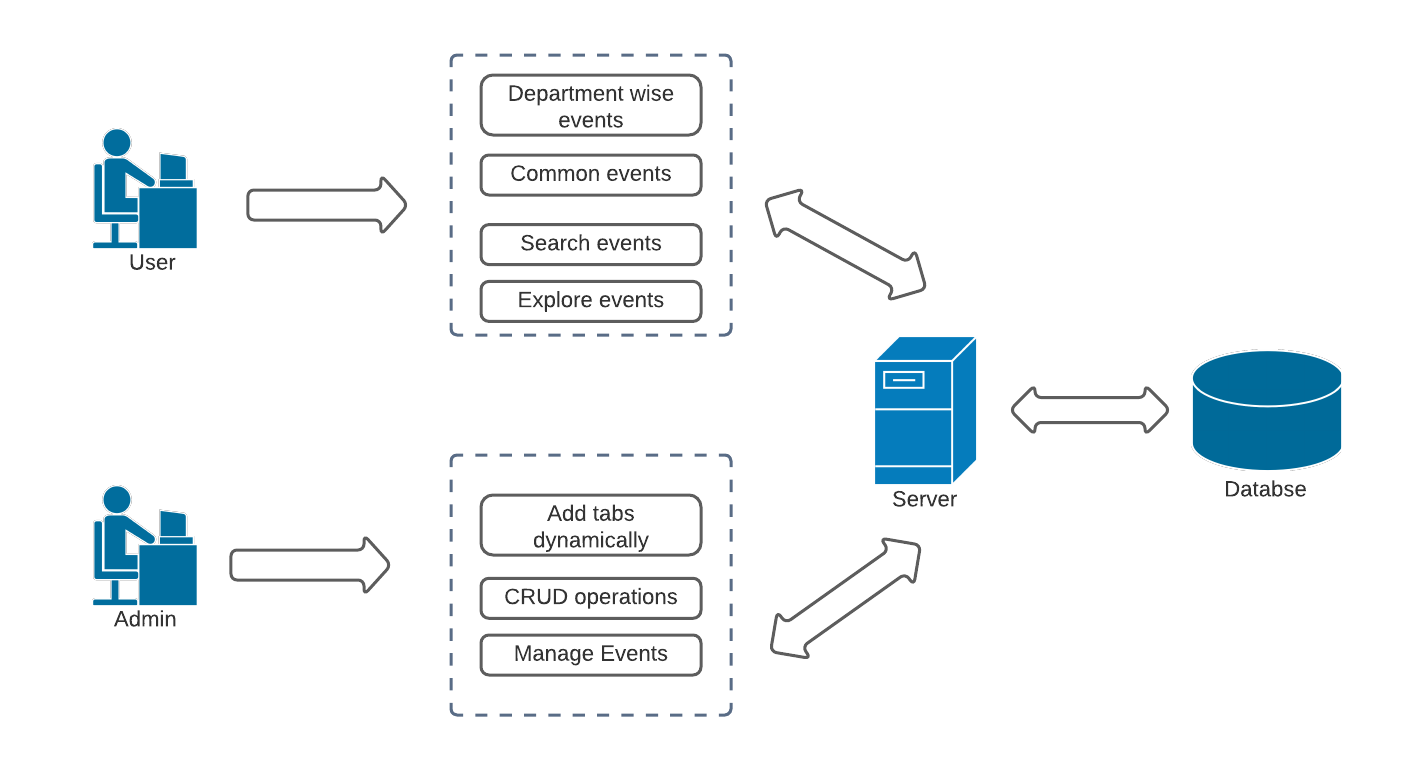 Department wise
events
Common events
Search events
Explore events
User
Server
Databse
Add tabs
dynamically
CRUD operations
Manage Events
Admin